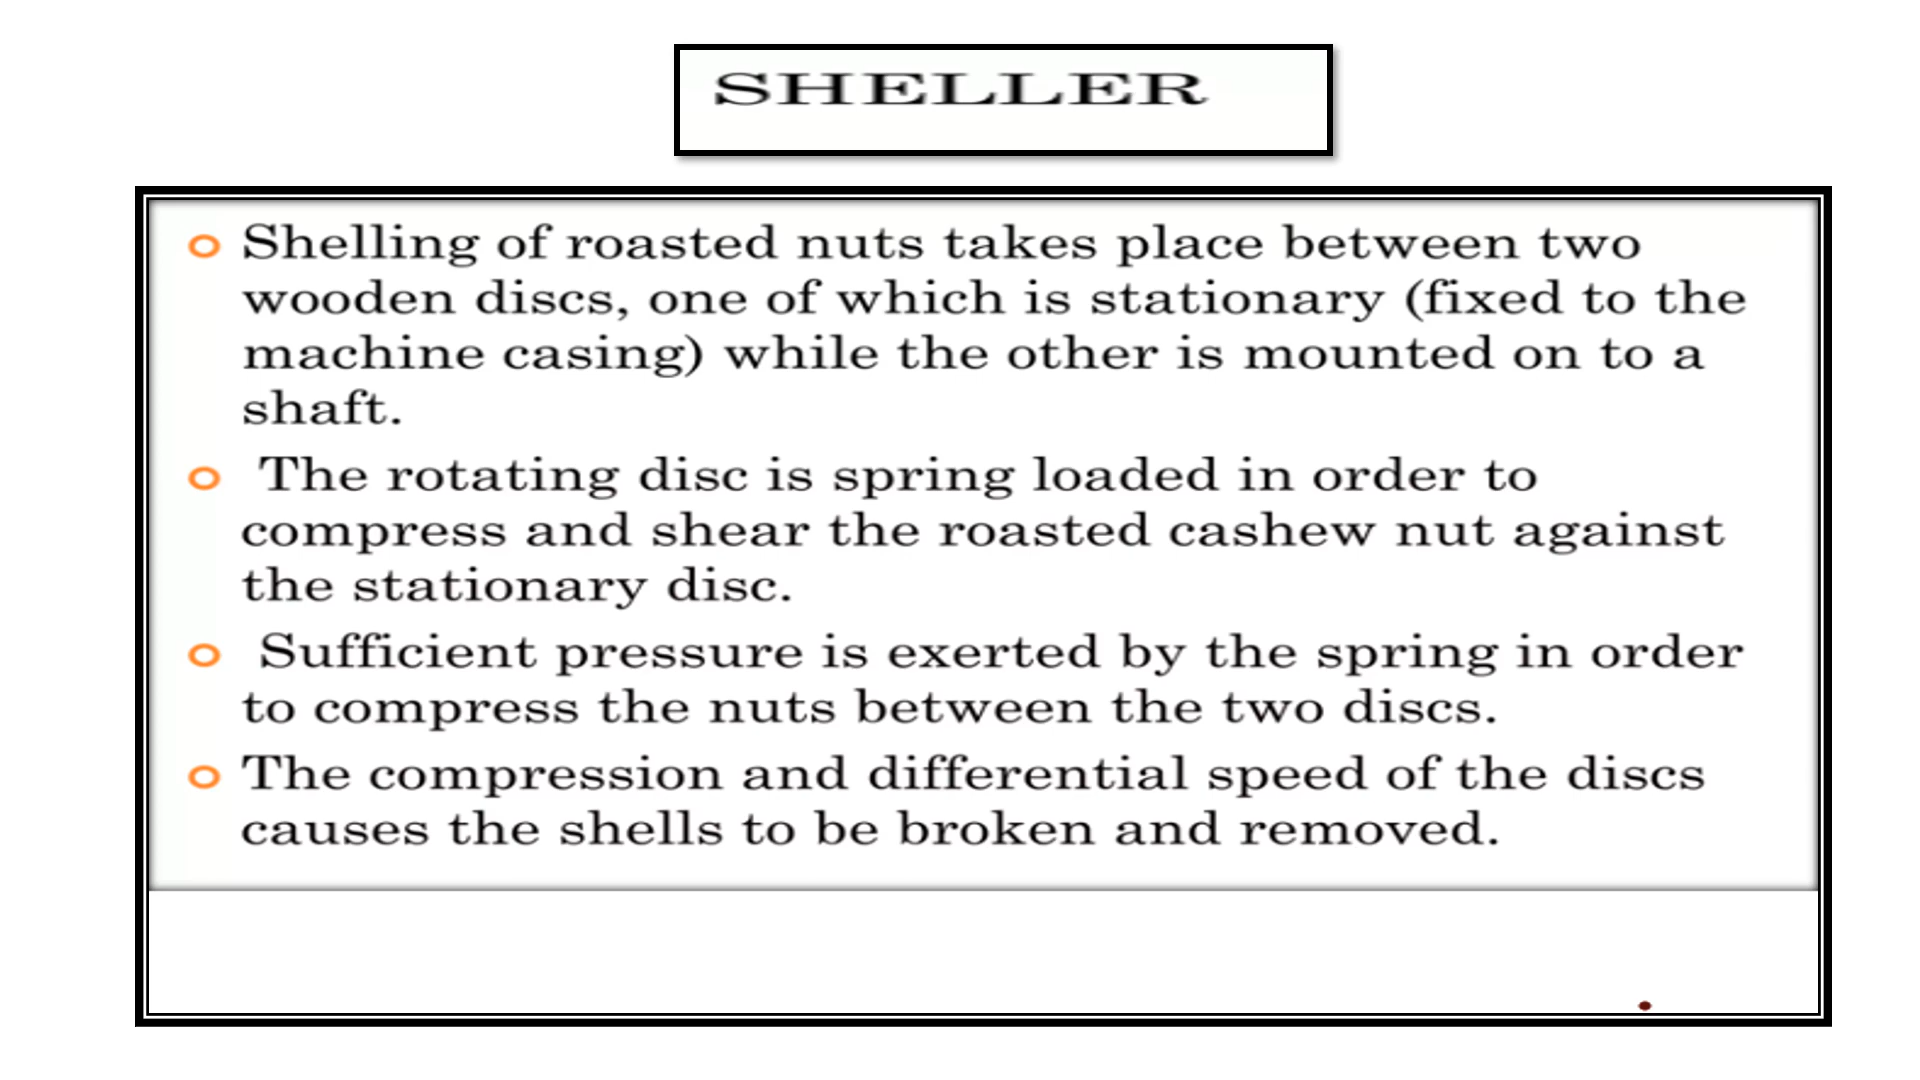 SHELLER
Shelling of roasted nuts takes place between two
wooden discs, one of which is stationary (fixed to the
machine casing) while the other is mounted on to a
shaft.
The rotating disc is spring loaded in order to
compress and shear the roasted cashew nut against
the stationary disc.
Sufficient pressure is exerted by the spring in order
to compress the nuts between the two discs.
The compression and differential speed of the discs
causes the shells to be broken and removed.